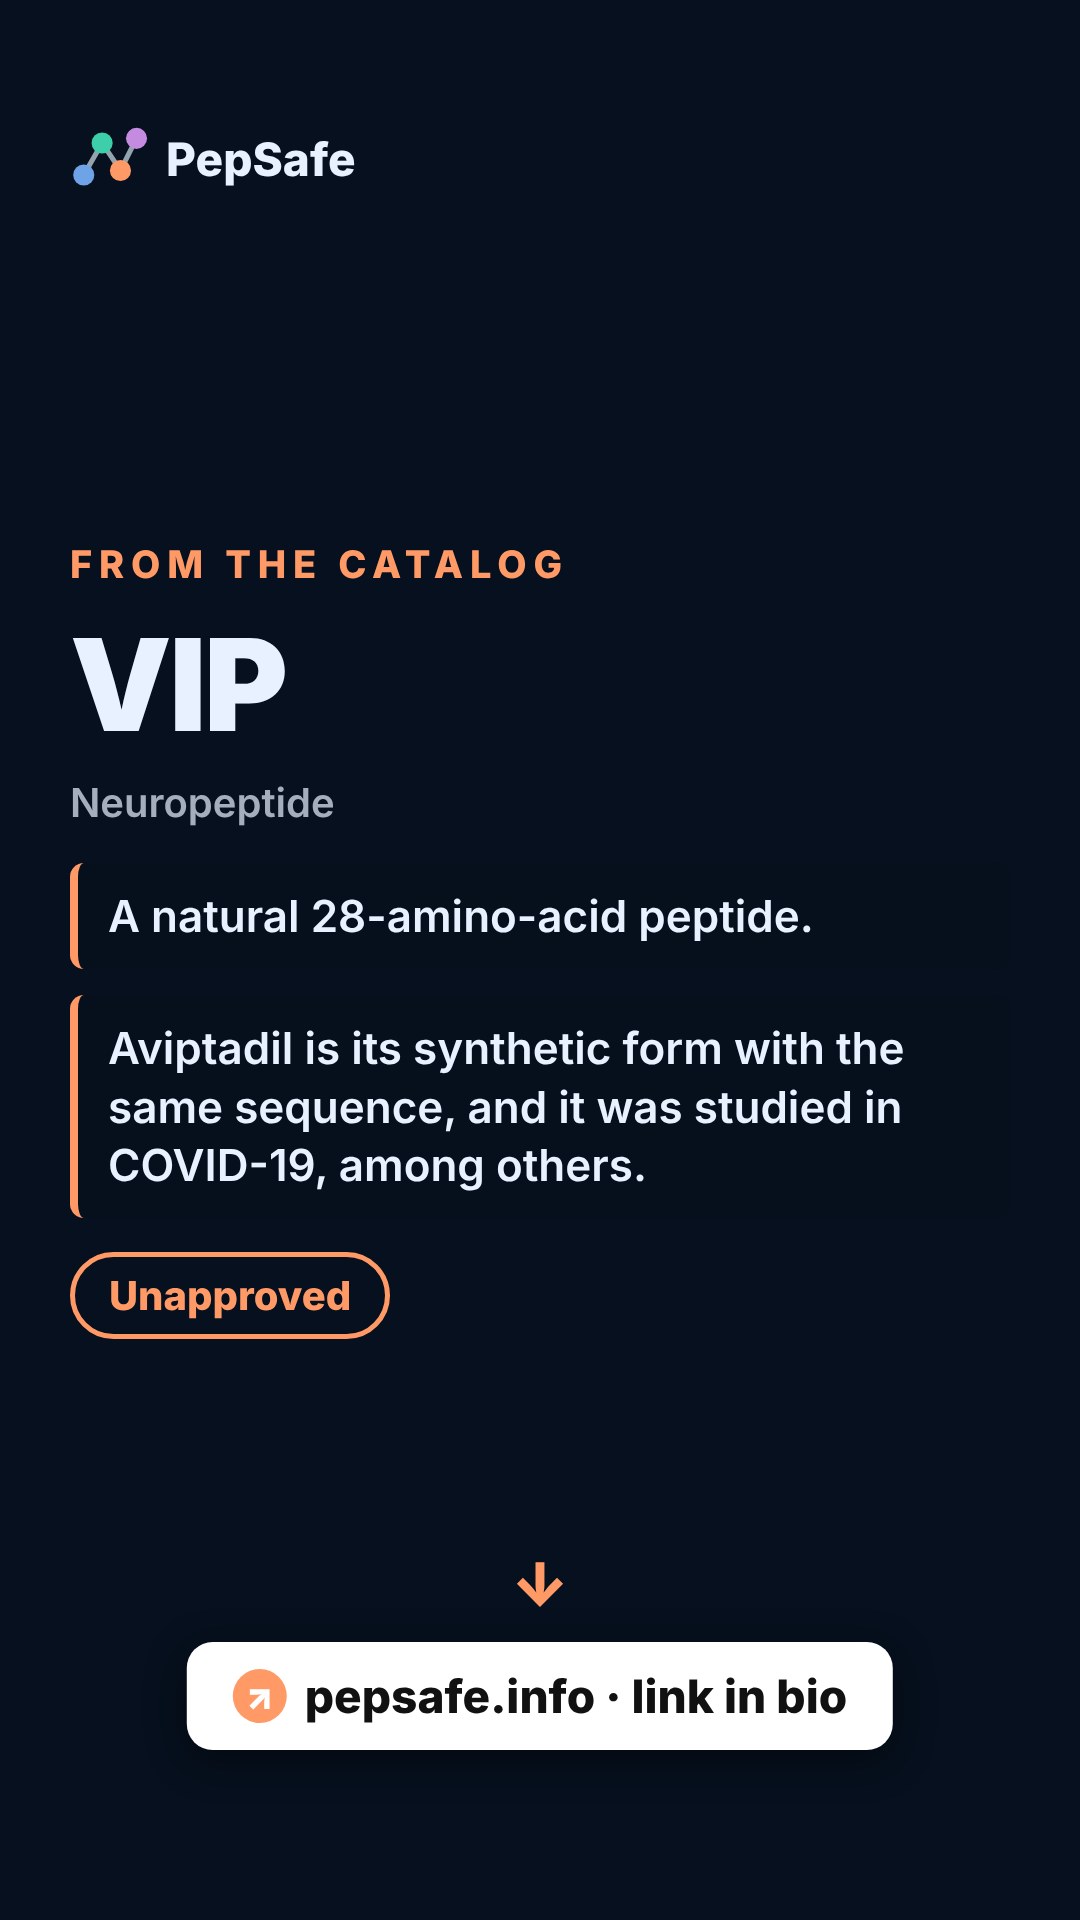 PepSafe
FROM THE CATALOG
VIP
Neuropeptide
A natural 28-amino-acid peptide.
Aviptadil is its synthetic form with the
same sequence, and it was studied in
COVID-19, among others.
Unapproved
pepsafe.info · link in bio